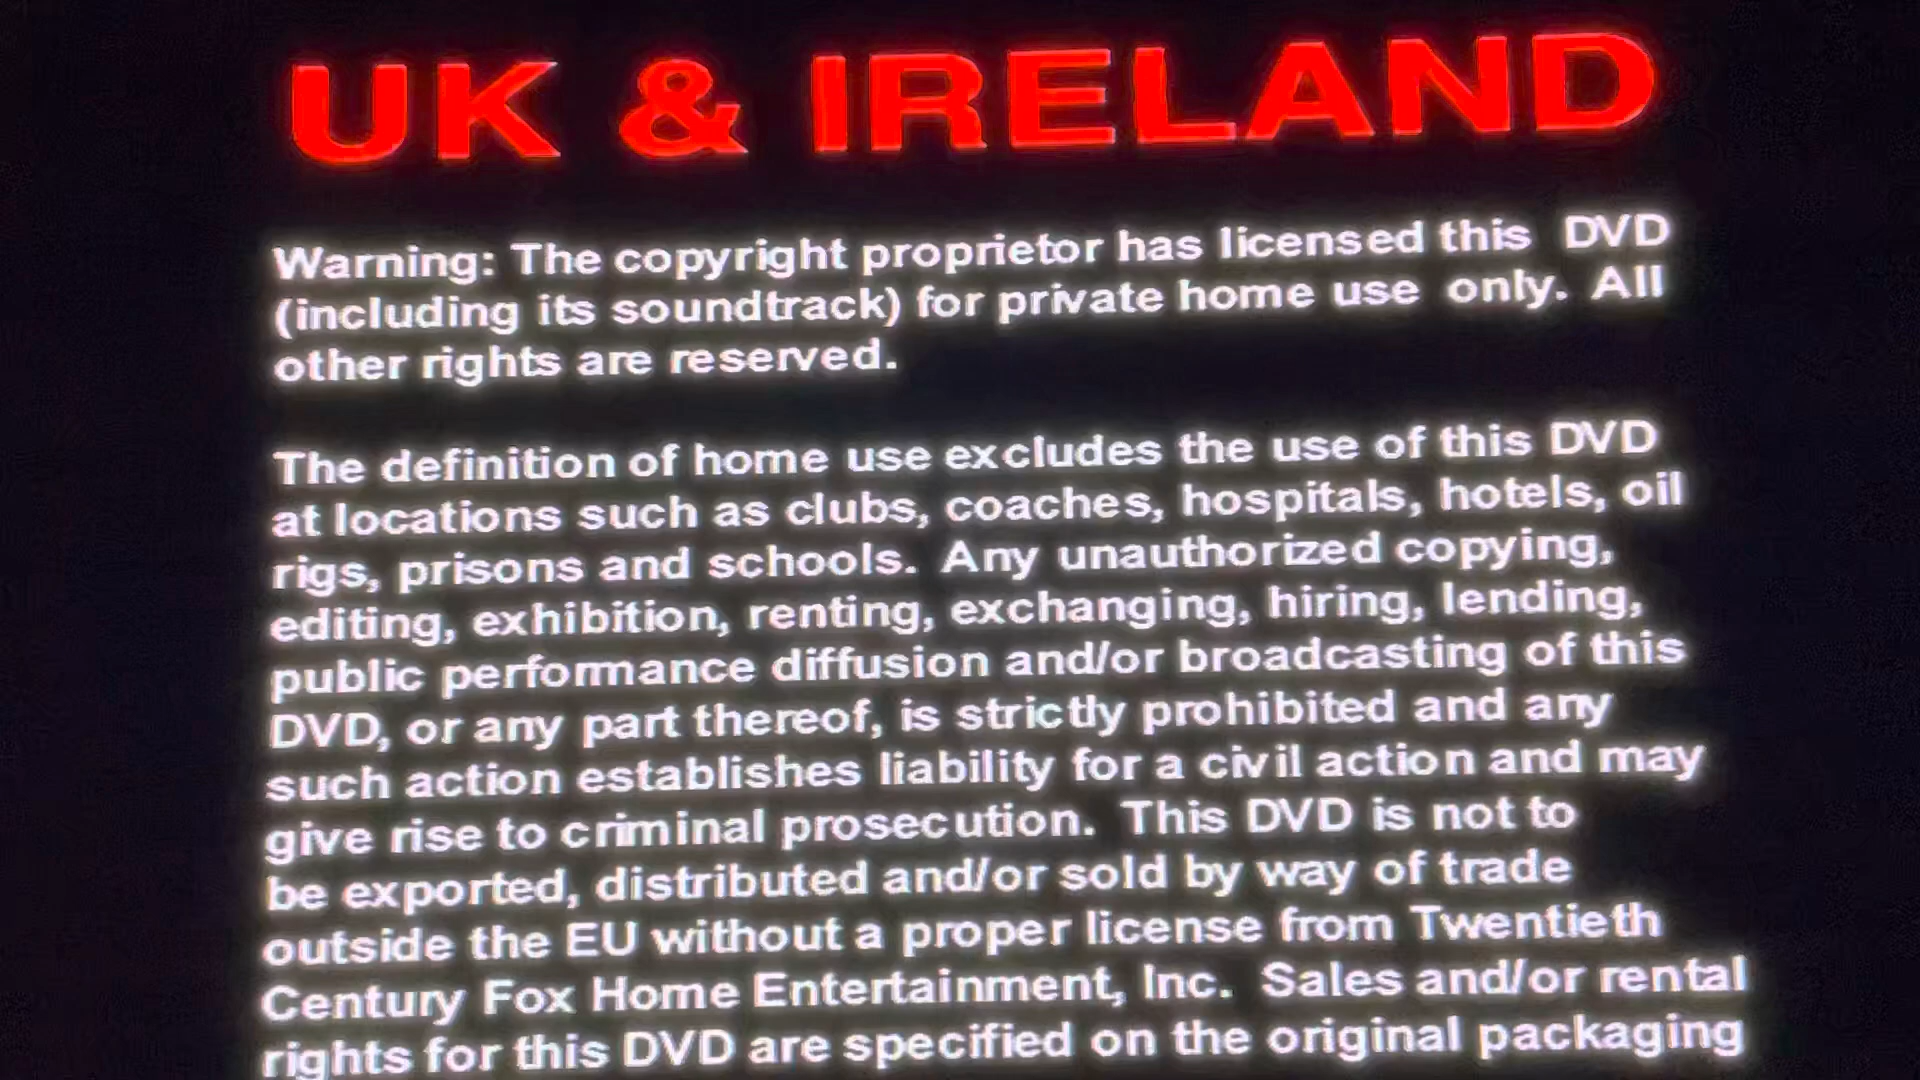 UK & IRELAND
Warning: The copyright proprietor has licensed this DVD
(including its soundtrack) for private home use only. All
other rights are reserved.
The definition of home use excludes the use of this DVD
at locations such as clubs, coaches, hospitals, hotels, oil
rigs, prisons and schools. Any unauthorized copying,
editing, exhibition, renting, exchanging, hiring, lending,
public performance diffusion and/or broadcasting of this
DVD, or any part thereof, is strictly prohibited and any
such action establishes liability for a civil action and may
give rise to criminal prosecution. This DVD is not to
be exported, distributed and/or sold by way of trade
outside the EU without a proper license from Twentieth
Century Fox Home Entertainment, Inc. Sales and/or rental
rights for this DVD are specified on the original packaging